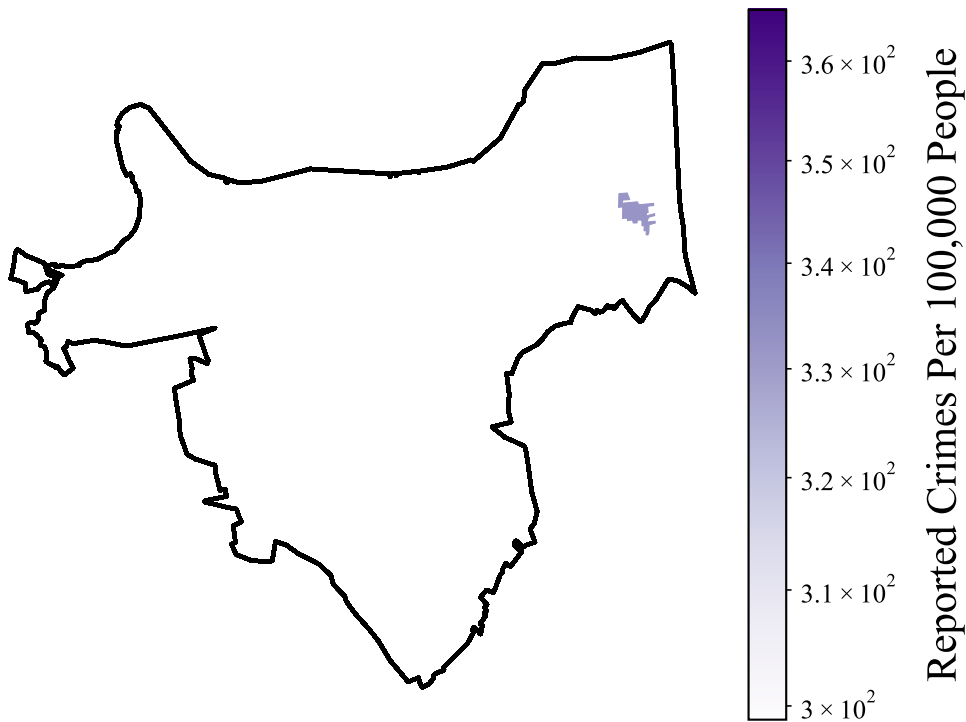 3.6 × 10²
3.5 × 10²
3.4 × 10²
3.3 × 10²
3.2 × 10²
3.1 × 10²
3 × 10²
Reported Crimes Per 100,000 People